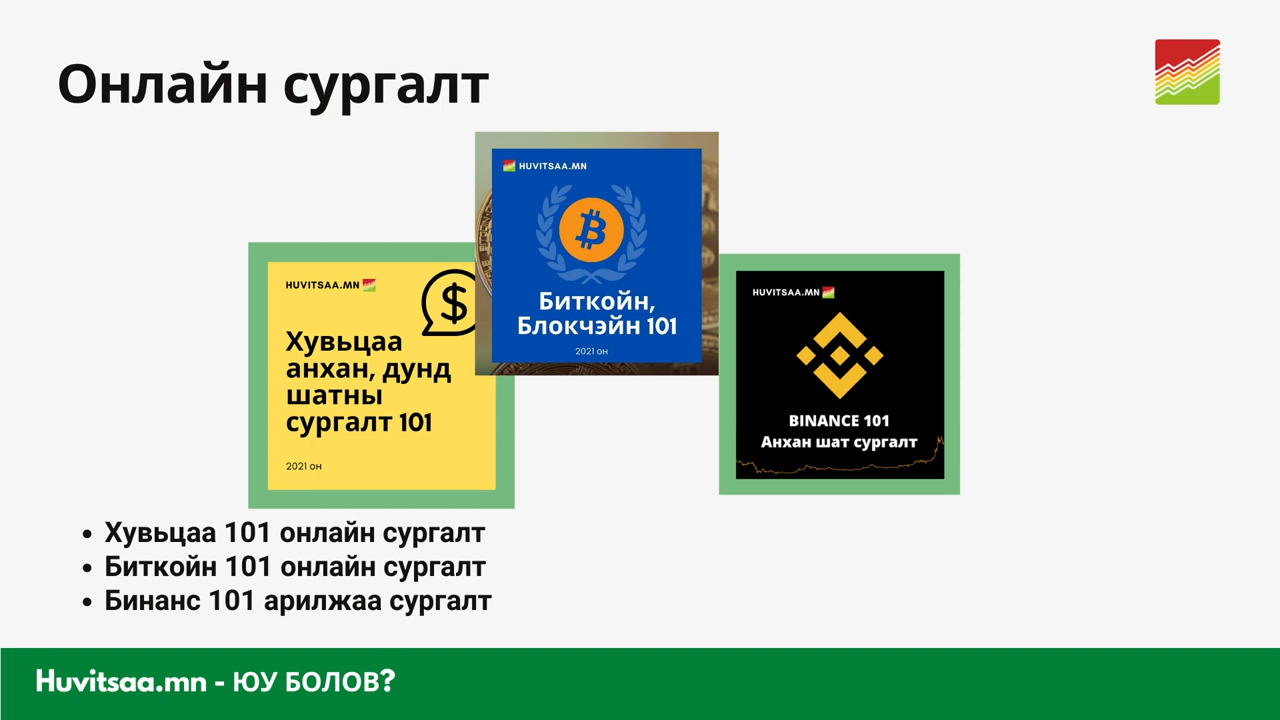 Онлайн сургалт
HUVITSAA.MN
Биткойн,
Блокчэйн 101
2021 он
HUVITSAA.MN
$
Хувьцаа
анхан, дунд
шатны
сургалт 101
2021 он
HUVITSAA.MN
BINANCE 101
Анхан шат сургалт
• Хувьцаа 101 онлайн сургалт
• Биткойн 101 онлайн сургалт
• Бинанс 101 арилжаа сургалт
Huvitsaa.mn - ЮУ БОЛОВ?